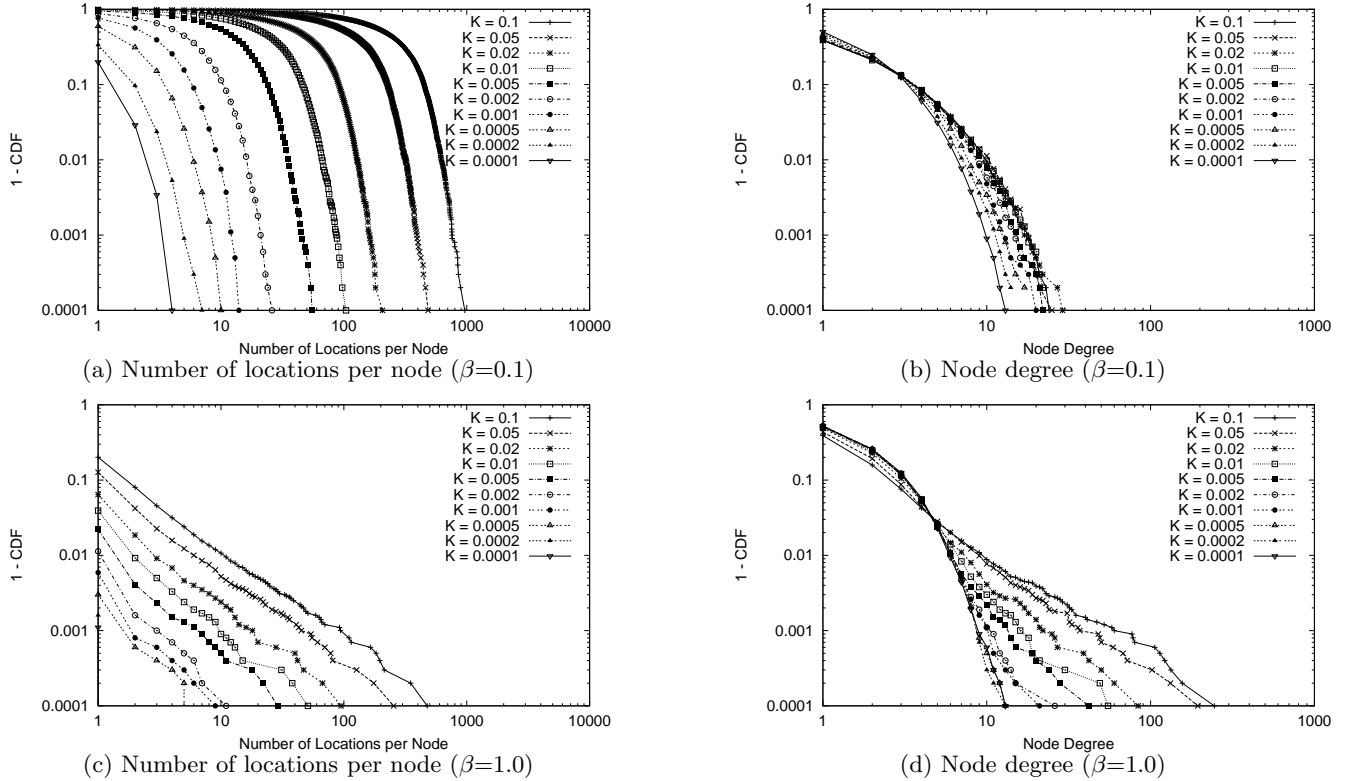 1
0.1
0.01
0.001
0.0001
1 - CDF
1 10 100 1000 10000
Number of Locations per Node
K = 0.1
K = 0.05
K = 0.02
K = 0.01
K = 0.005
K = 0.002
K = 0.001
K = 0.0005
K = 0.0002
K = 0.0001
(a) Number of locations per node (β=0.1)
1
0.1
0.01
0.001
0.0001
1 - CDF
1 10 100 1000
Node Degree
K = 0.1
K = 0.05
K = 0.02
K = 0.01
K = 0.005
K = 0.002
K = 0.001
K = 0.0005
K = 0.0002
K = 0.0001
(b) Node degree (β=0.1)
1
0.1
0.01
0.001
0.0001
1 - CDF
1 10 100 1000 10000
Number of Locations per Node
K = 0.1
K = 0.05
K = 0.02
K = 0.01
K = 0.005
K = 0.002
K = 0.001
K = 0.0005
K = 0.0002
K = 0.0001
(c) Number of locations per node (β=1.0)
1
0.1
0.01
0.001
0.0001
1 - CDF
1 10 100 1000
Node Degree
K = 0.1
K = 0.05
K = 0.02
K = 0.01
K = 0.005
K = 0.002
K = 0.001
K = 0.0005
K = 0.0002
K = 0.0001
(d) Node degree (β=1.0)